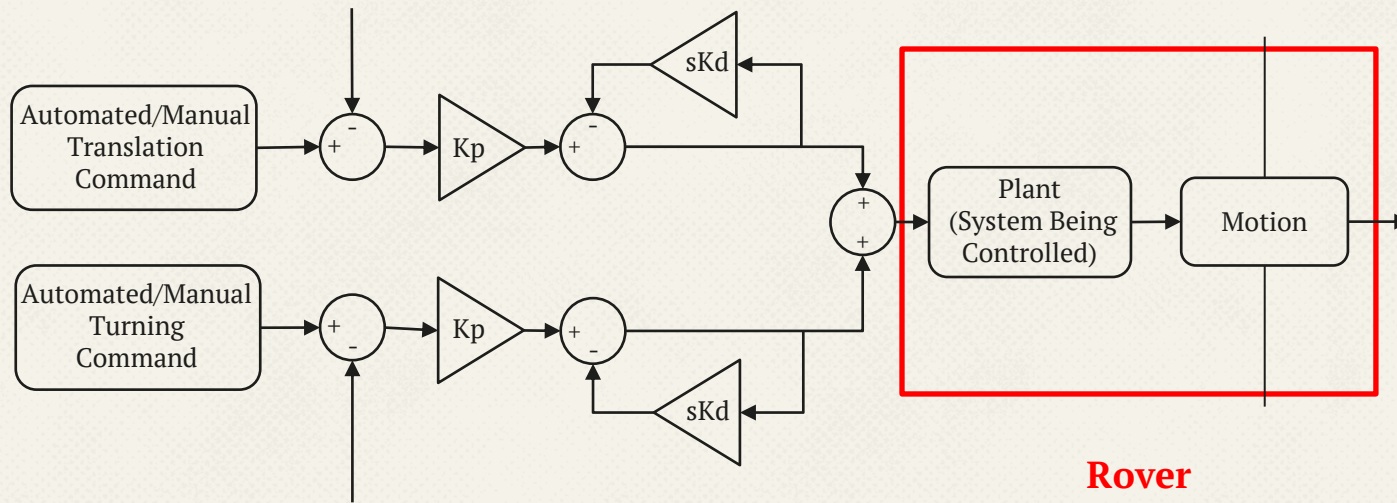 sKd
-
-
Automated/Manual
Translation
Command
+
Kp
+
Plant
(System Being
Controlled)
Motion
+
+
Automated/Manual
Turning
Command
+
-
Kp
+
-
sKd
Rover